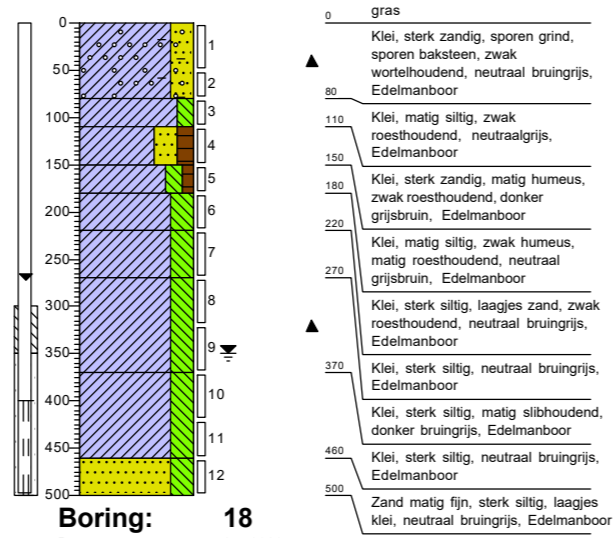 0
50
100
150
200
250
300
350
400
450
500
1
2
3
4
5
6
7
8
9
10
11
12
Boring: 18
0 gras
Klei, sterk zandig, sporen grind,
sporen baksteen, zwak
wortelhoudend, neutraal bruingrijs,
80 Edelmanboor
110 Klei, matig siltig, zwak
roesthoudend, neutraalgrijs,
150 Edelmanboor
180 Klei, sterk zandig, matig humeus,
zwak roesthoudend, donker
220 grijsbruin, Edelmanboor
Klei, matig siltig, zwak humeus,
270 matig roesthoudend, neutraal
grijsbruin, Edelmanboor
Klei, sterk siltig, laagjes zand, zwak
roesthoudend, neutraal bruingrijs,
Edelmanboor
370 Klei, sterk siltig, neutraal bruingrijs,
Edelmanboor
Klei, sterk siltig, matig slibhoudend,
donker bruingrijs, Edelmanboor
460 Klei, sterk siltig, neutraal bruingrijs,
Edelmanboor
500 Zand matig fijn, sterk siltig, laagjes
klei, neutraal bruingrijs, Edelmanboor